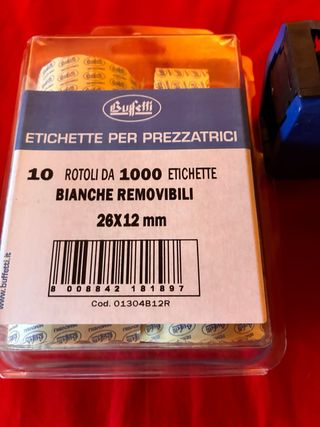 Buffetti
ETICHETTE PER PREZZATRICI
10 ROTOLI DA 1000 ETICHETTE
BIANCHE REMOVIBILI
26X12 mm
8 008842 181897
Cod. 01304B12R
www.buffetti.it